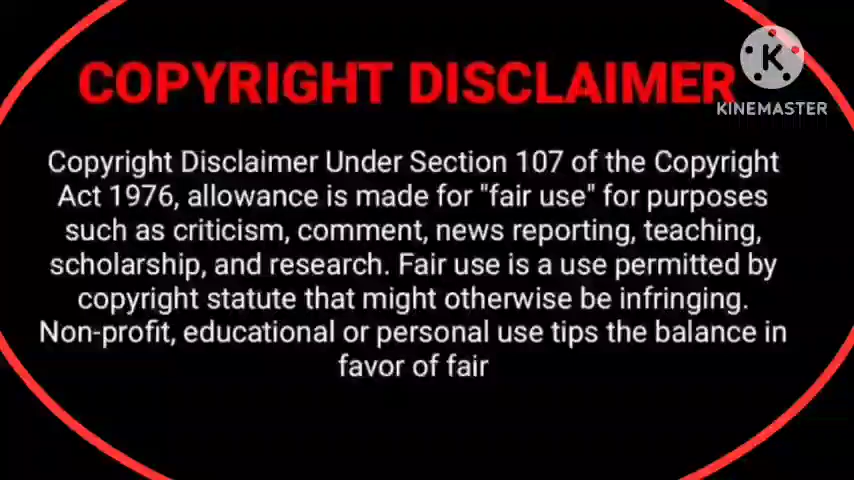 COPYRIGHT DISCLAIMER
KINEMASTER
Copyright Disclaimer Under Section 107 of the Copyright
Act 1976, allowance is made for "fair use" for purposes
such as criticism, comment, news reporting, teaching,
scholarship, and research. Fair use is a use permitted by
copyright statute that might otherwise be infringing.
Non-profit, educational or personal use tips the balance in
favor of fair